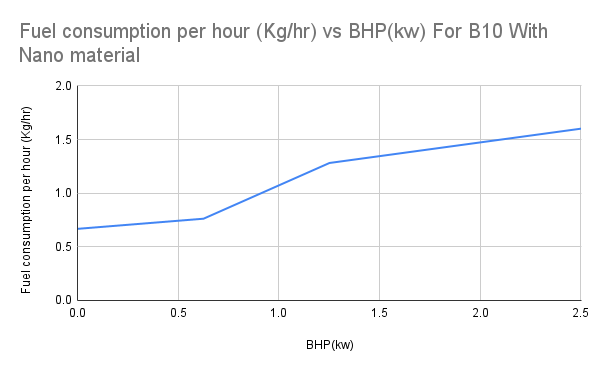 Fuel consumption per hour (Kg/hr) vs BHP(kw) For B10 With
Nano material
Fuel consumption per hour (Kg/hr)
2.0
1.5
1.0
0.5
0.0
0.0 0.5 1.0 1.5 2.0 2.5
BHP(kw)